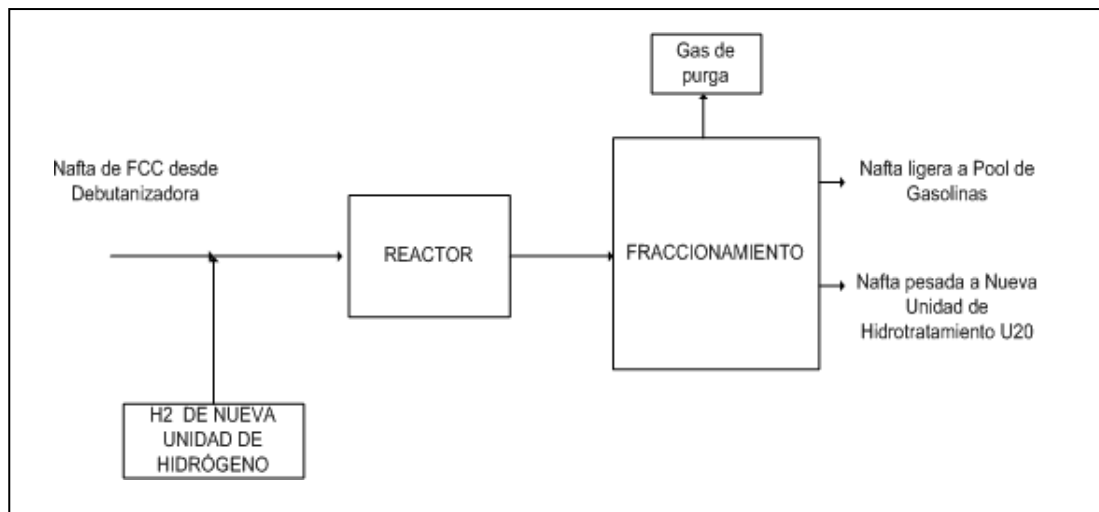 Gas de
purga
Nafta de FCC desde
Debutanizadora
Nafta ligera a Pool de
Gasolinas
REACTOR
FRACCIONAMIENTO
Nafta pesada a Nueva
Unidad de
Hidrotratamiento U20
H2 DE NUEVA
UNIDAD DE
HIDRÓGENO